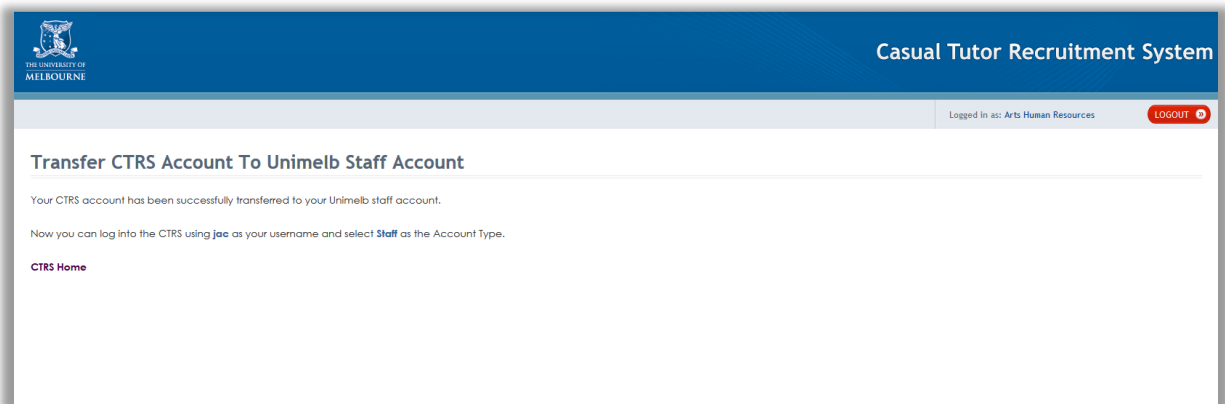 THE UNIVERSITY OF
MELBOURNE
Casual Tutor Recruitment System
Logged in as: Arts Human Resources
LOGOUT
Transfer CTRS Account To Unimelb Staff Account
Your CTRS account has been successfully transferred to your Unimelb staff account.
Now you can log into the CTRS using jac as your username and select Staff as the Account Type.
CTRS Home